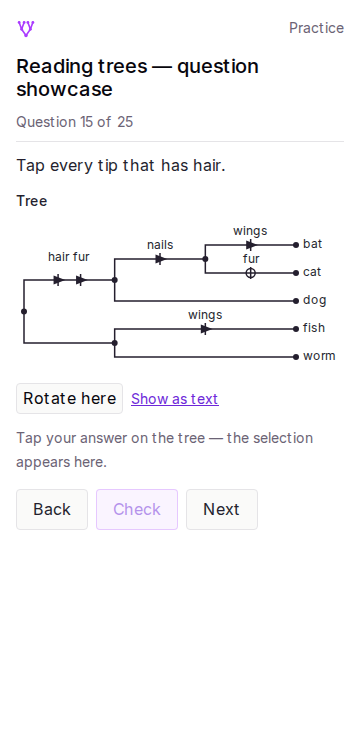 Practice
Reading trees — question
showcase
Question 15 of 25
Tap every tip that has hair.
Tree
wings
bat
nails
hair fur
fur
cat
dog
wings
fish
worm
Rotate here Show as text
Tap your answer on the tree — the selection
appears here.
Back Check Next